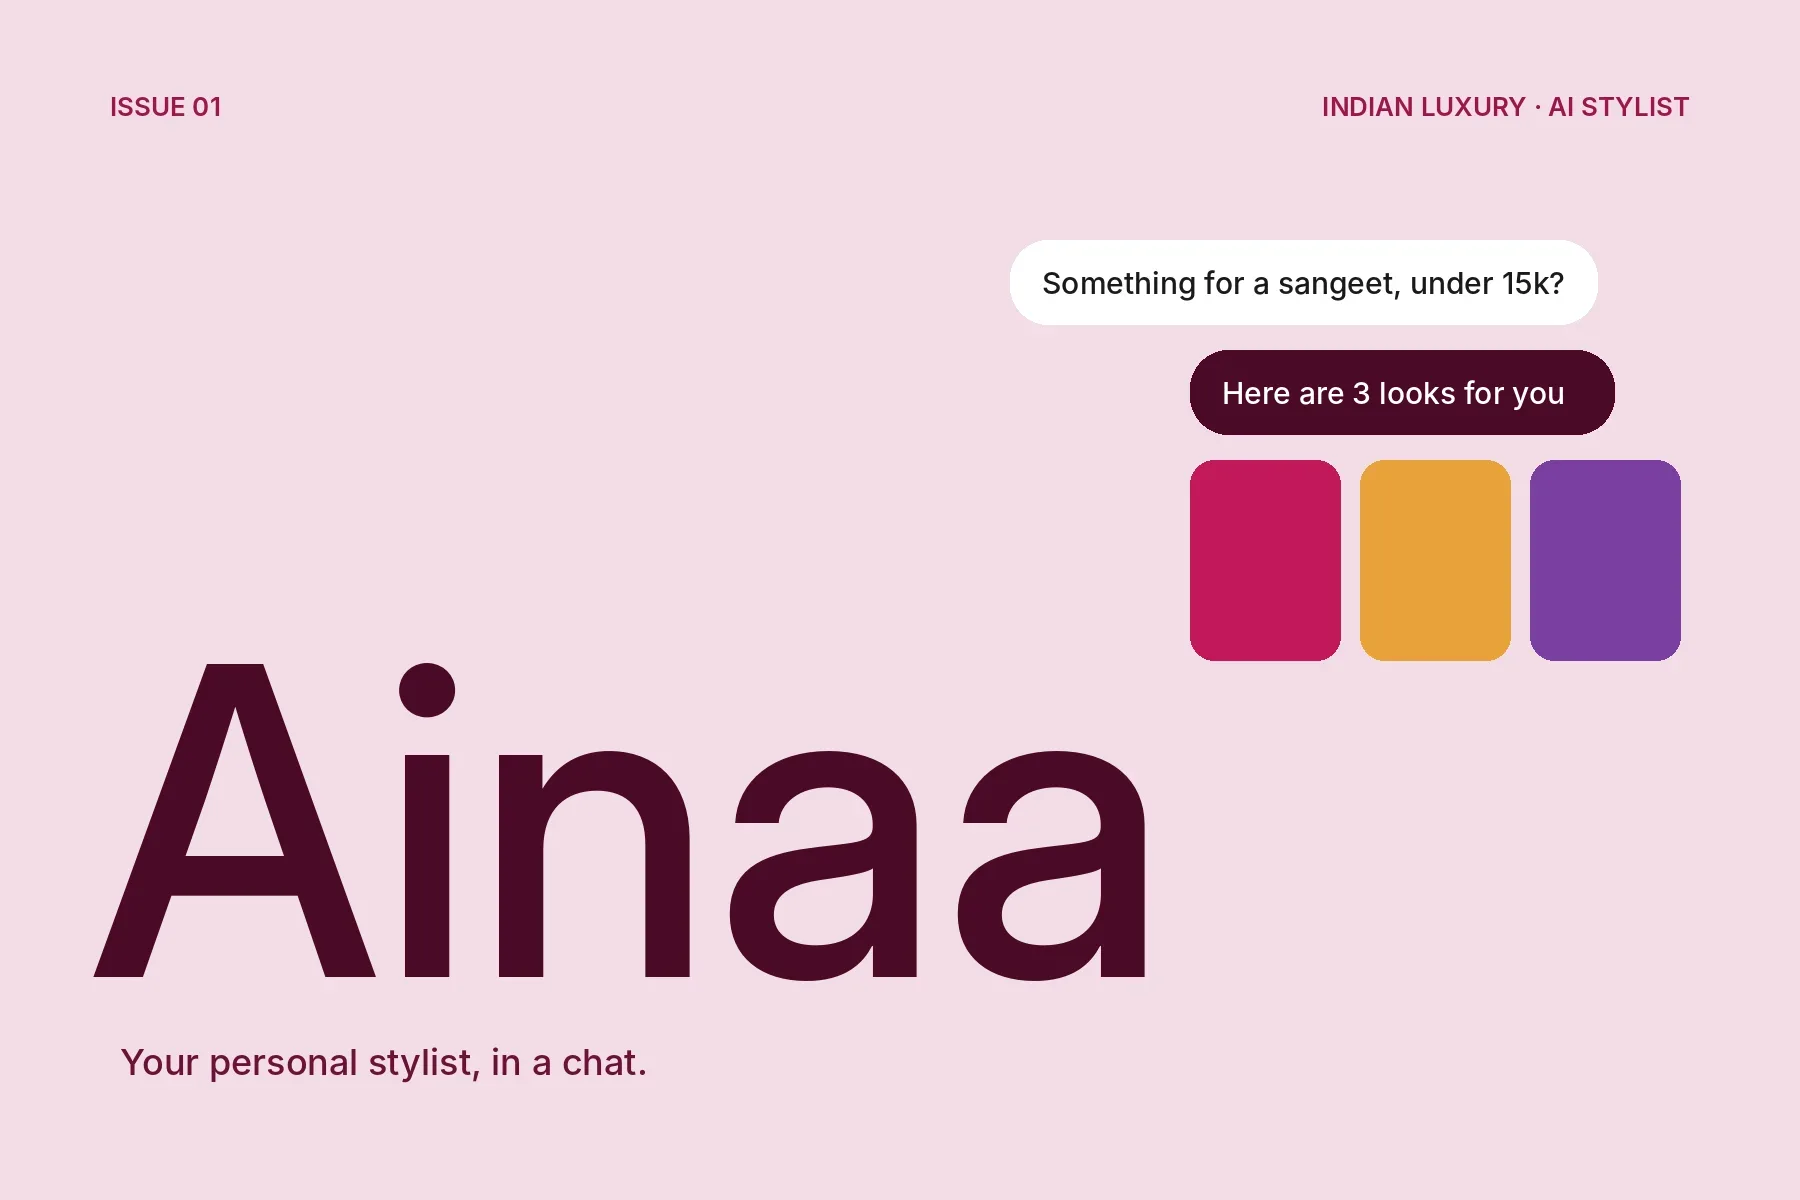 ISSUE 01
INDIAN LUXURY · AI STYLIST
Something for a sangeet, under 15k?
Here are 3 looks for you
Ainaa
Your personal stylist, in a chat.